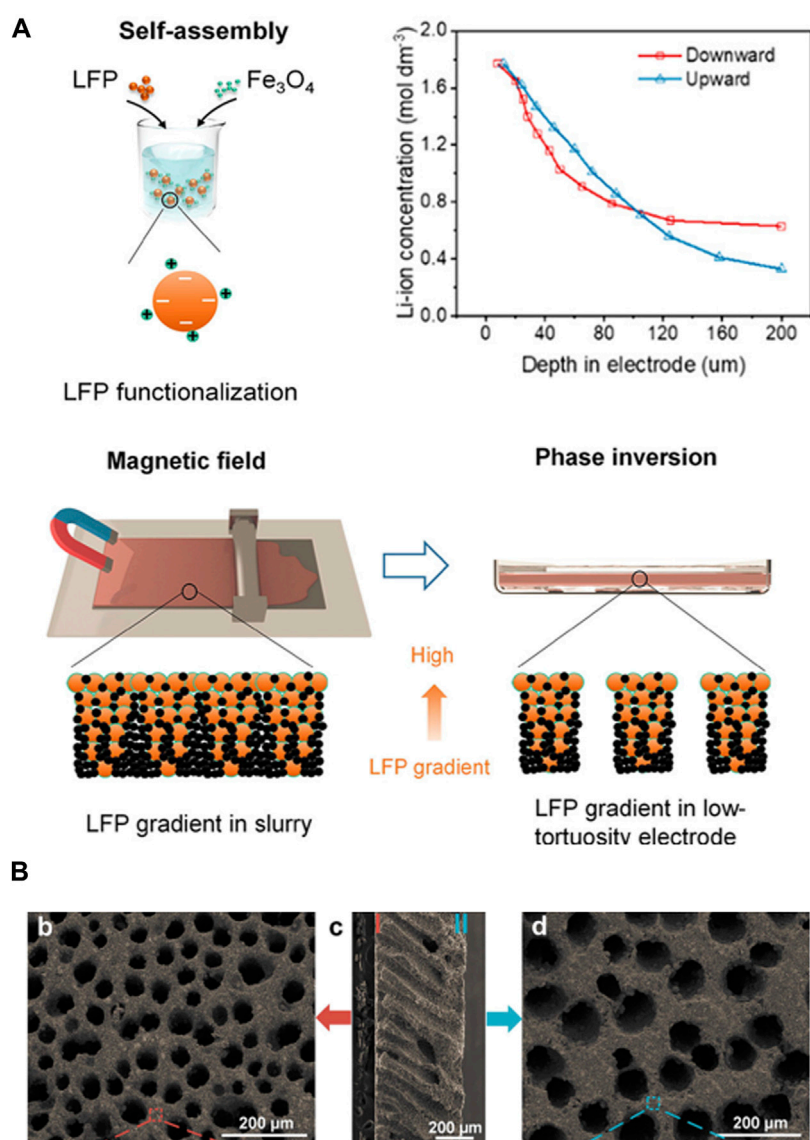 A
Self-assembly
LFP
Fe3O4
LFP functionalization
Li-ion concentration (mol dm-3)
2.0
1.6
1.2
0.8
0.4
0.0
Downward
Upward
0 40 80 120 160 200
Depth in electrode (um)
Magnetic field
Phase inversion
High
LFP gradient
LFP gradient in slurry
LFP gradient in low-
tortuosity electrode
B
b
200 µm
c
I
II
200 µm
d
200 µm